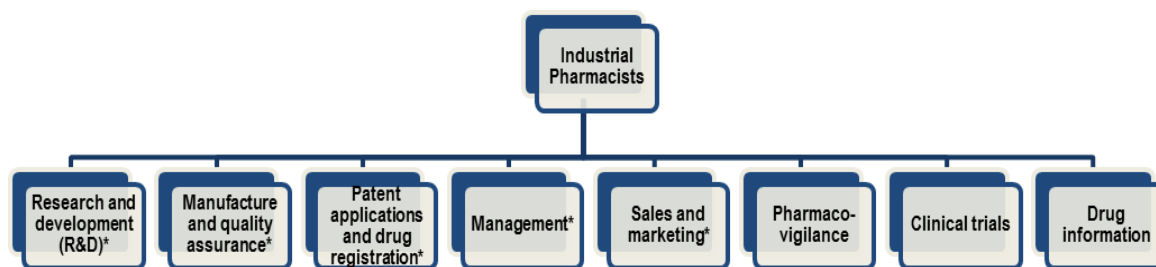 Industrial
Pharmacists
Research and
development
(R&D)*
Manufacture
and quality
assurance*
Patent
applications
and drug
registration*
Management*
Sales and
marketing*
Pharmaco-
vigilance
Clinical trials
Drug
information